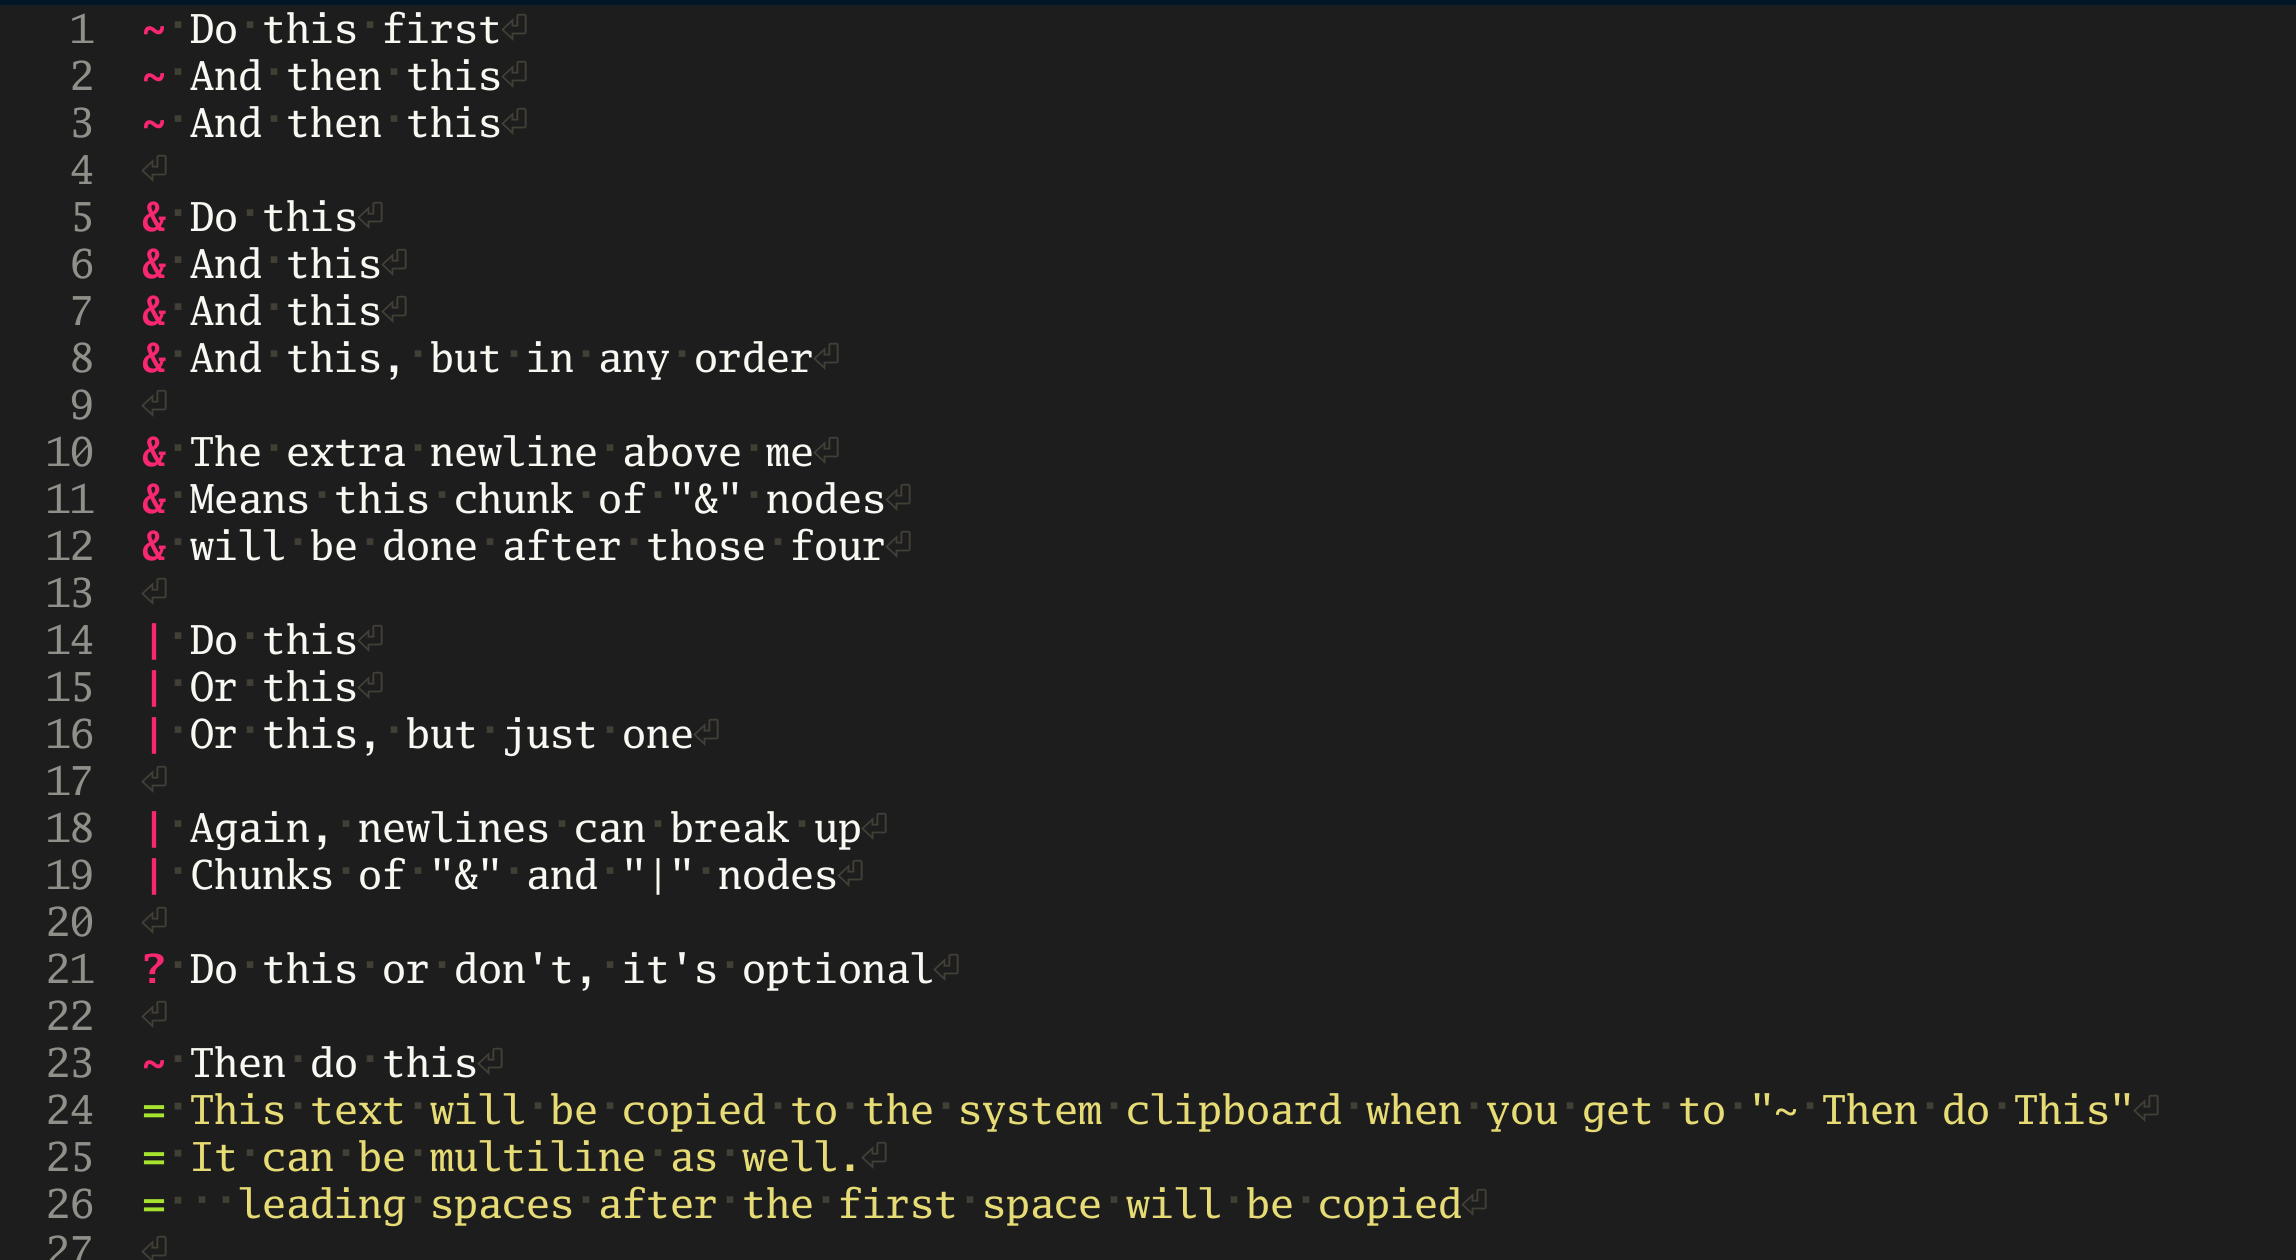 1 ~ Do this first
2 ~ And then this
3 ~ And then this
4
5 & Do this
6 & And this
7 & And this
8 & And this, but in any order
9
10 & The extra newline above me
11 & Means this chunk of "&" nodes
12 & will be done after those four
13
14 | Do this
15 | Or this
16 | Or this, but just one
17
18 | Again, newlines can break up
19 | Chunks of "&" and "|" nodes
20
21 ? Do this or don't, it's optional
22
23 ~ Then do this
24 = This text will be copied to the system clipboard when you get to "~ Then do This"
25 = It can be multiline as well.
26 =   leading spaces after the first space will be copied
27